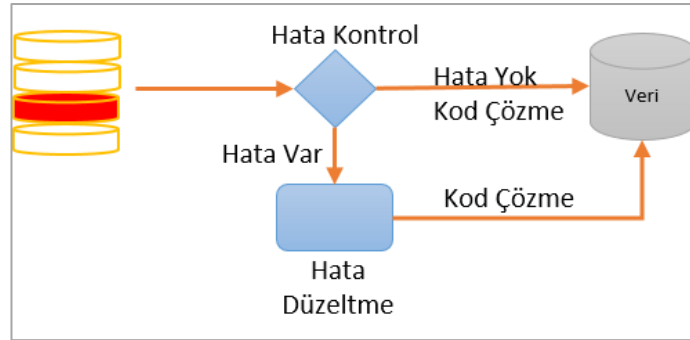 Hata Kontrol
Hata Yok
Kod Çözme
Veri
Hata Var
Kod Çözme
Hata
Düzeltme